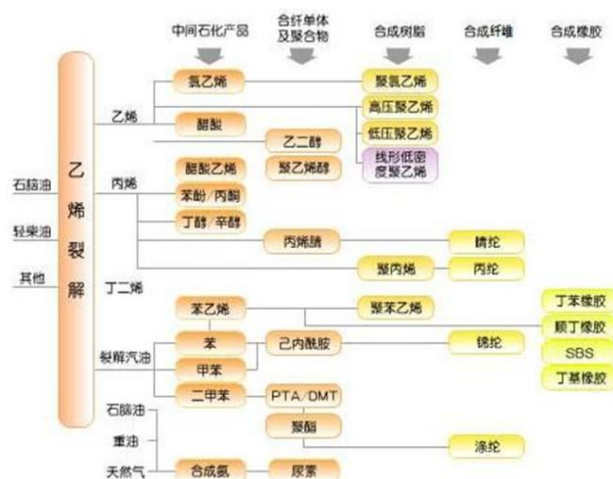 中间石化产品
合纤单体
及聚合物
合成树脂
合成纤维
合成橡胶
氯乙烯
聚氯乙烯
高压聚乙烯
乙烯
醋酸
低压聚乙烯
乙二醇
醋酸乙烯
聚乙烯醇
线形低密
度聚乙烯
石脑油
丙烯
苯酚/丙酮
乙烯裂解
丁醇/辛醇
轻柴油
丙烯腈
腈纶
聚丙烯
丙纶
其他
丁二烯
苯乙烯
聚苯乙烯
丁苯橡胶
顺丁橡胶
苯
己内酰胺
锦纶
SBS
裂解汽油
甲苯
丁基橡胶
二甲苯
PTA/DMT
石脑油
聚酯
重油
涤纶
天然气
合成氨
尿素